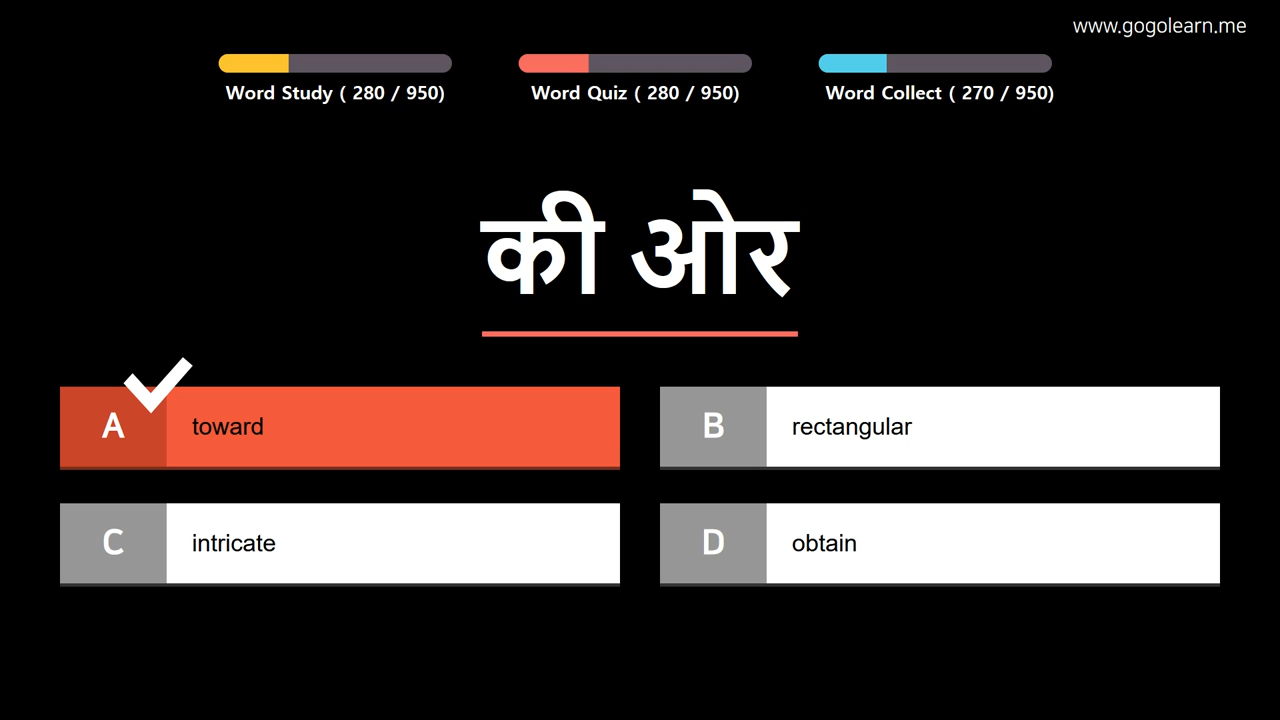 www.gogolearn.me
Word Study ( 280 / 950)
Word Quiz ( 280 / 950)
Word Collect ( 270 / 950)
की ओर
A toward
B rectangular
C intricate
D obtain